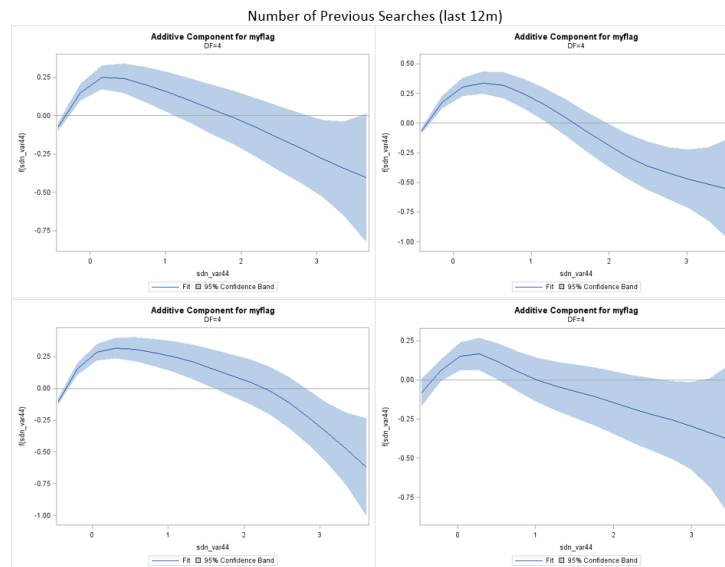 Number of Previous Searches (last 12m)
Additive Component for myflag
DF=4
0.25
0.00
-0.25
-0.50
-0.75
f(sdn_var44)
0 1 2 3
sdn_var44
Fit 95% Confidence Band
Additive Component for myflag
DF=4
0.50
0.25
0.00
-0.25
-0.50
-0.75
-1.00
f(sdn_var44)
0 1 2 3
sdn_var44
Fit 95% Confidence Band
Additive Component for myflag
DF=4
0.25
0.00
-0.25
-0.50
-0.75
-1.00
f(sdn_var44)
0 1 2 3
sdn_var44
Fit 95% Confidence Band
Additive Component for myflag
DF=4
0.25
0.00
-0.25
-0.50
-0.75
f(sdn_var44)
0 1 2 3
sdn_var44
Fit 95% Confidence Band